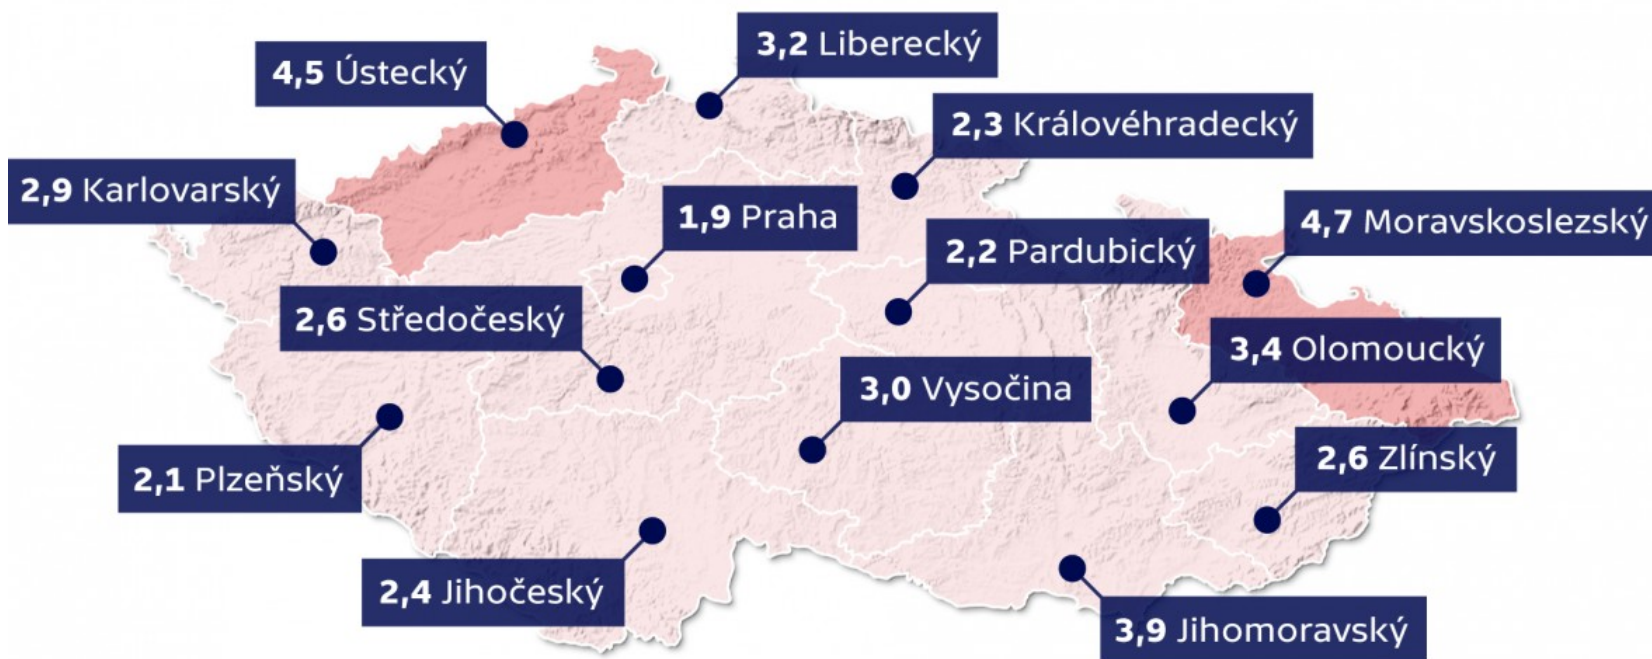 3,2 Liberecký
4,5 Ústecký
2,3 Královéhradecký
2,9 Karlovarský
1,9 Praha
4,7 Moravskoslezský
2,2 Pardubický
2,6 Středočeský
3,4 Olomoucký
3,0 Vysočina
2,6 Zlínský
2,1 Plzeňský
2,4 Jihočeský
3,9 Jihomoravský